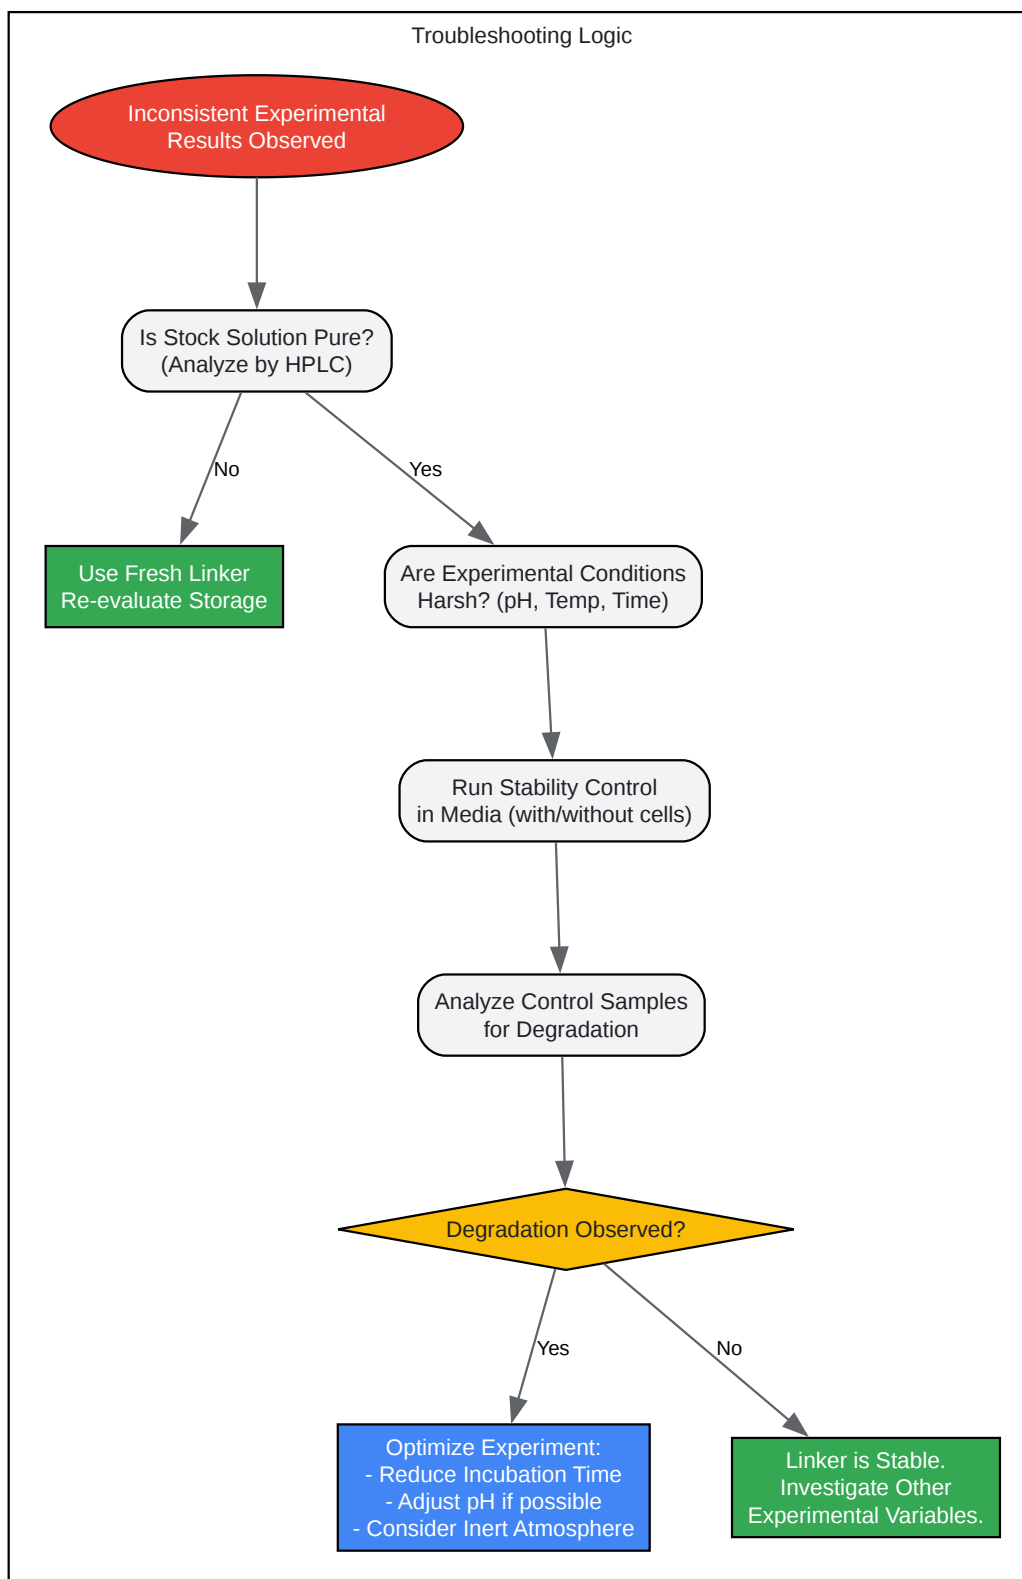 Troubleshooting Logic
Inconsistent Experimental
Results Observed
Is Stock Solution Pure?
(Analyze by HPLC)
No
Yes
Use Fresh Linker
Re-evaluate Storage
Are Experimental Conditions
Harsh? (pH, Temp, Time)
Run Stability Control
in Media (with/without cells)
Analyze Control Samples
for Degradation
Degradation Observed?
Yes
No
Optimize Experiment:
- Reduce Incubation Time
- Adjust pH if possible
- Consider Inert Atmosphere
Linker is Stable.
Investigate Other
Experimental Variables.